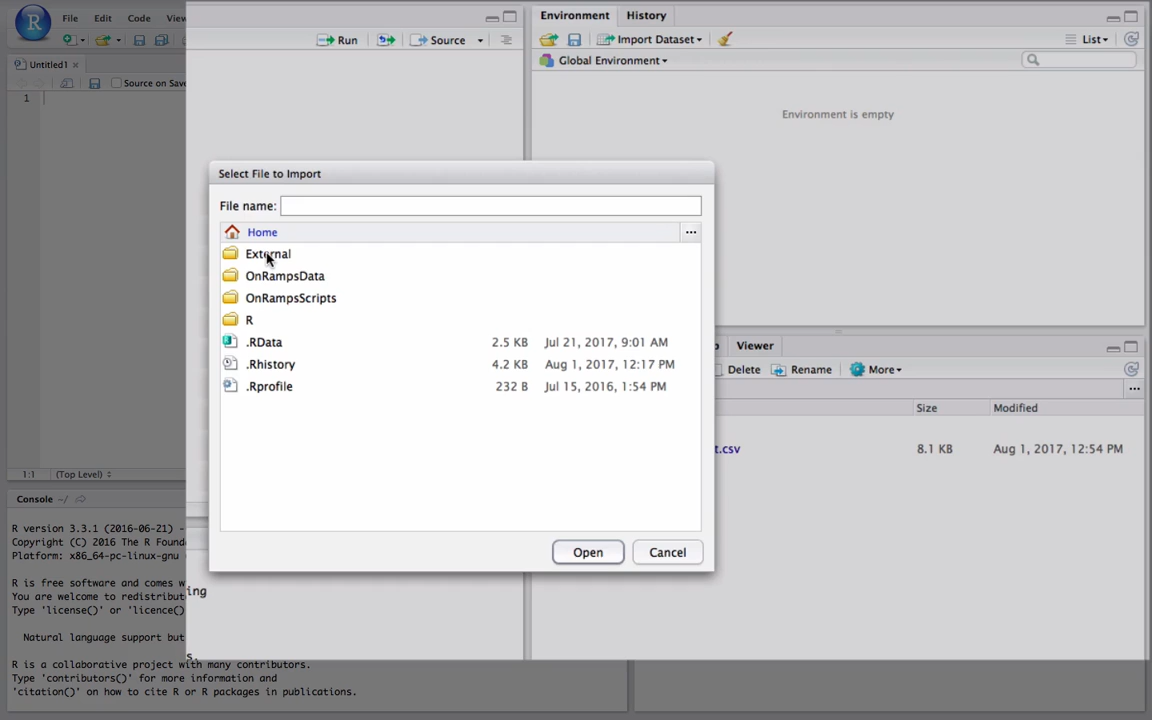 R File Edit Code View
Untitled1 ×
Source on Save
1
1:1 (Top Level)
Run Source
Environment History
Import Dataset List
Global Environment
Environment is empty
Select File to Import
File name:
Home ...
External
OnRampsData
OnRampsScripts
R
.RData 2.5 KB Jul 21, 2017, 9:01 AM
.Rhistory 4.2 KB Aug 1, 2017, 12:17 PM
.Rprofile 232 B Jul 15, 2016, 1:54 PM
Open Cancel
Viewer
Delete Rename More
...
Size Modified
t.csv 8.1 KB Aug 1, 2017, 12:54 PM
Console ~/
R version 3.3.1 (2016-06-21) -
Copyright (C) 2016 The R Found
Platform: x86_64-pc-linux-gnu
R is free software and comes w
ing
You are welcome to redistribut
Type 'license()' or 'licence()'
Natural language support but
s,
R is a collaborative project with many contributors.
Type 'contributors()' for more information and
'citation()' on how to cite R or R packages in publications.